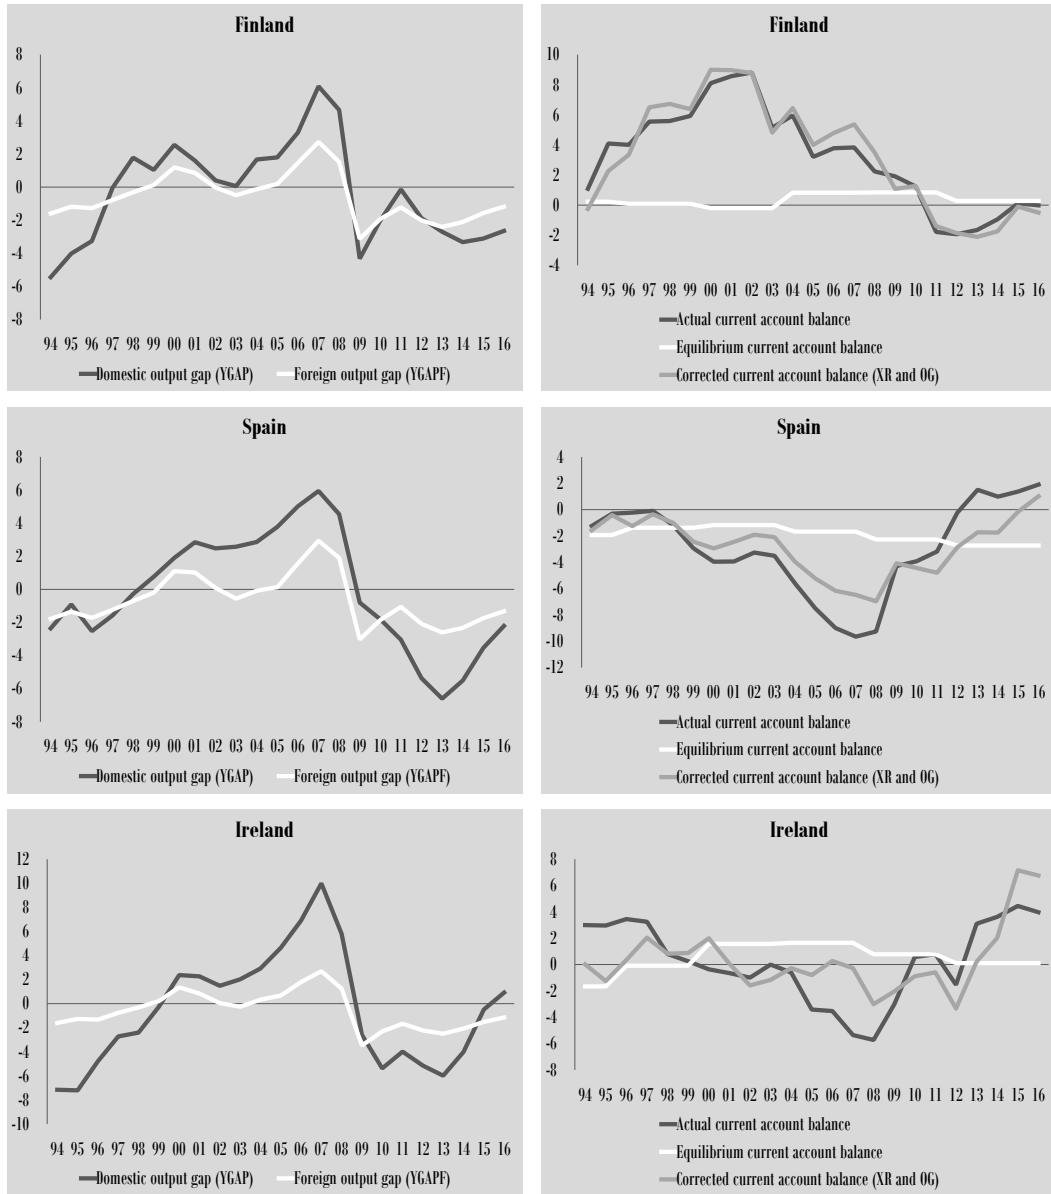 Finland
8
6
4
2
0
-2
-4
-6
-8
94 95 96 97 98 99 00 01 02 03 04 05 06 07 08 09 10 11 12 13 14 15 16
Domestic output gap (YGAP) Foreign output gap (YGAPF)
Finland
10
8
6
4
2
0
-2
-4
94 95 96 97 98 99 00 01 02 03 04 05 06 07 08 09 10 11 12 13 14 15 16
Actual current account balance
Equilibrium current account balance
Corrected current account balance (XR and OG)
Spain
8
6
4
2
0
-2
-4
-6
-8
94 95 96 97 98 99 00 01 02 03 04 05 06 07 08 09 10 11 12 13 14 15 16
Domestic output gap (YGAP) Foreign output gap (YGAPF)
Spain
4
2
0
-2
-4
-6
-8
-10
-12
94 95 96 97 98 99 00 01 02 03 04 05 06 07 08 09 10 11 12 13 14 15 16
Actual current account balance
Equilibrium current account balance
Corrected current account balance (XR and OG)
Ireland
12
10
8
6
4
2
0
-2
-4
-6
-8
-10
94 95 96 97 98 99 00 01 02 03 04 05 06 07 08 09 10 11 12 13 14 15 16
Domestic output gap (YGAP) Foreign output gap (YGAPF)
Ireland
8
6
4
2
0
-2
-4
-6
-8
94 95 96 97 98 99 00 01 02 03 04 05 06 07 08 09 10 11 12 13 14 15 16
Actual current account balance
Equilibrium current account balance
Corrected current account balance (XR and OG)